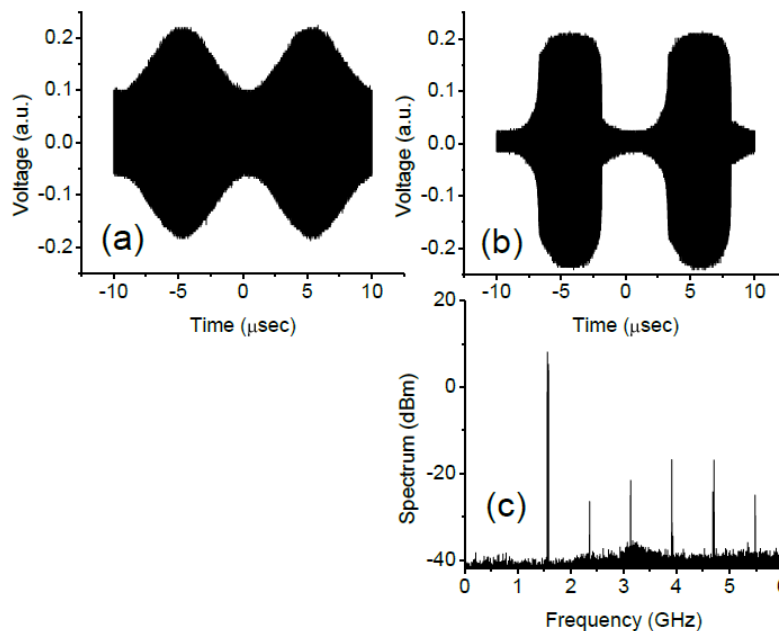 0.2
0.1
0.0
-0.1
-0.2
Voltage (a.u.)
(a)
-10 -5 0 5 10
Time (μsec)
0.2
0.1
0.0
-0.1
-0.2
Voltage (a.u.)
(b)
-10 -5 0 5 10
Time (μsec)
20
0
-20
-40
Spectrum (dBm)
(c)
0 1 2 3 4 5
Frequency (GHz)